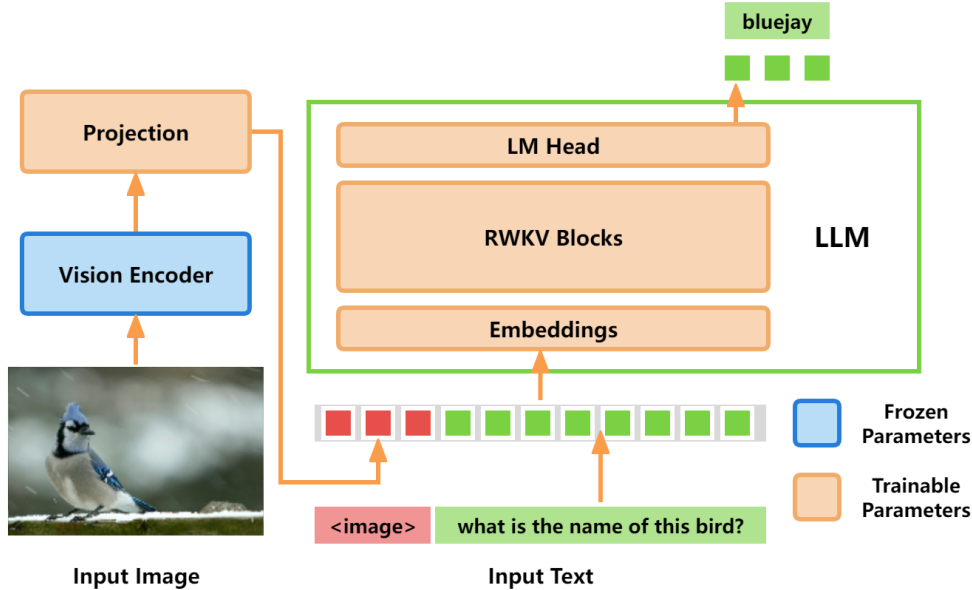 bluejay
Projection
LM Head
RWKV Blocks
LLM
Vision Encoder
Embeddings
Frozen
Parameters
Trainable
Parameters
<image>
what is the name of this bird?
Input Image
Input Text